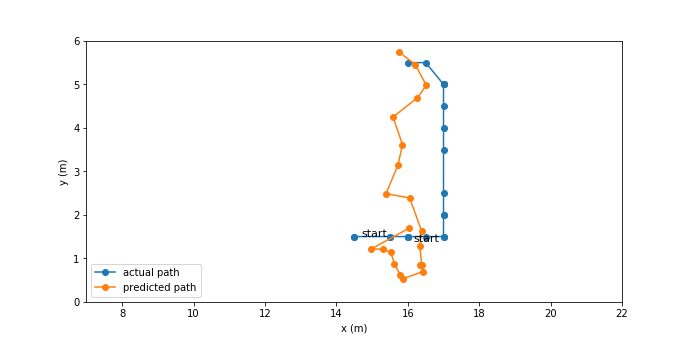 6
5
4
3
2
1
0
y (m)
start
start
actual path
predicted path
8 10 12 14 16 18 20 22
x (m)